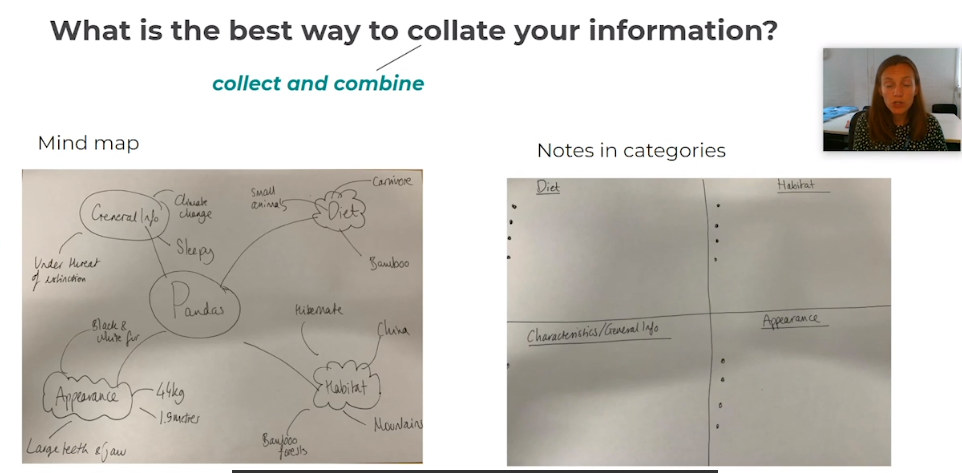 What is the best way to collate your information?
collect and combine
Mind map
General Info
Climate
change
Sleepy
Under threat
of extinction
small
animals
Carnivore
Diet
Bamboo
Pandas
Black &
white fur
Appearance
44kg
1.9 metres
Large teeth & jaw
Hibernate
China
Habitat
Mountains
Bamboo
forests
Notes in categories
Diet
Habitat
Characteristics/General Info
Appearance